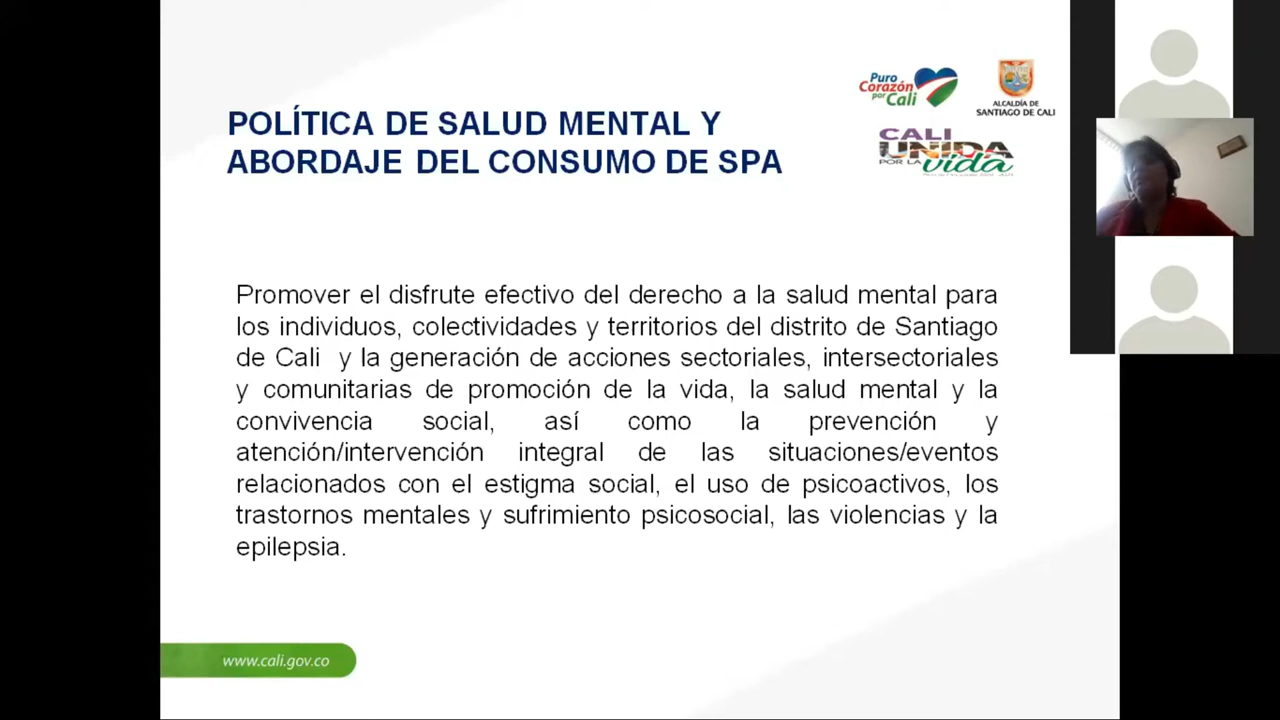 Puro
Corazón
por Cali
ALCALDÍA DE
SANTIAGO DE CALI
CALI
UNIDA
POR LA vida
POLÍTICA DE SALUD MENTAL Y
ABORDAJE DEL CONSUMO DE SPA
Promover el disfrute efectivo del derecho a la salud mental para
los individuos, colectividades y territorios del distrito de Santiago
de Cali y la generación de acciones sectoriales, intersectoriales
y comunitarias de promoción de la vida, la salud mental y la
convivencia social, así como la prevención y
atención/intervención integral de las situaciones/eventos
relacionados con el estigma social, el uso de psicoactivos, los
trastornos mentales y sufrimiento psicosocial, las violencias y la
epilepsia.
www.cali.gov.co